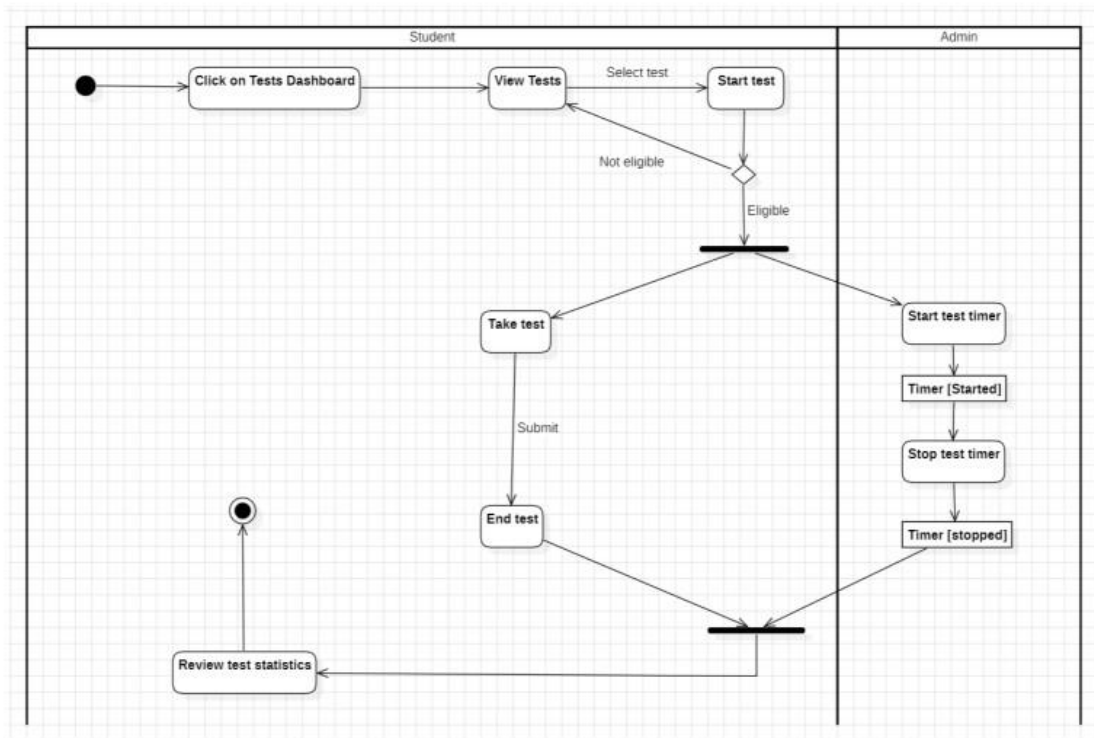 Student
Admin
Click on Tests Dashboard
View Tests
Select test
Start test
Not eligible
Eligible
Take test
Start test timer
Timer [Started]
Submit
Stop test timer
End test
Timer [stopped]
Review test statistics